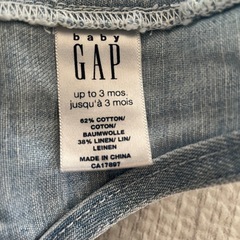 baby
GAP
up to 3 mos.
jusqu'à 3 mois
62% COTTON/
COTON/
BAUMWOLLE
38% LINEN/ LIN/
LEINEN
MADE IN CHINA
CA17897